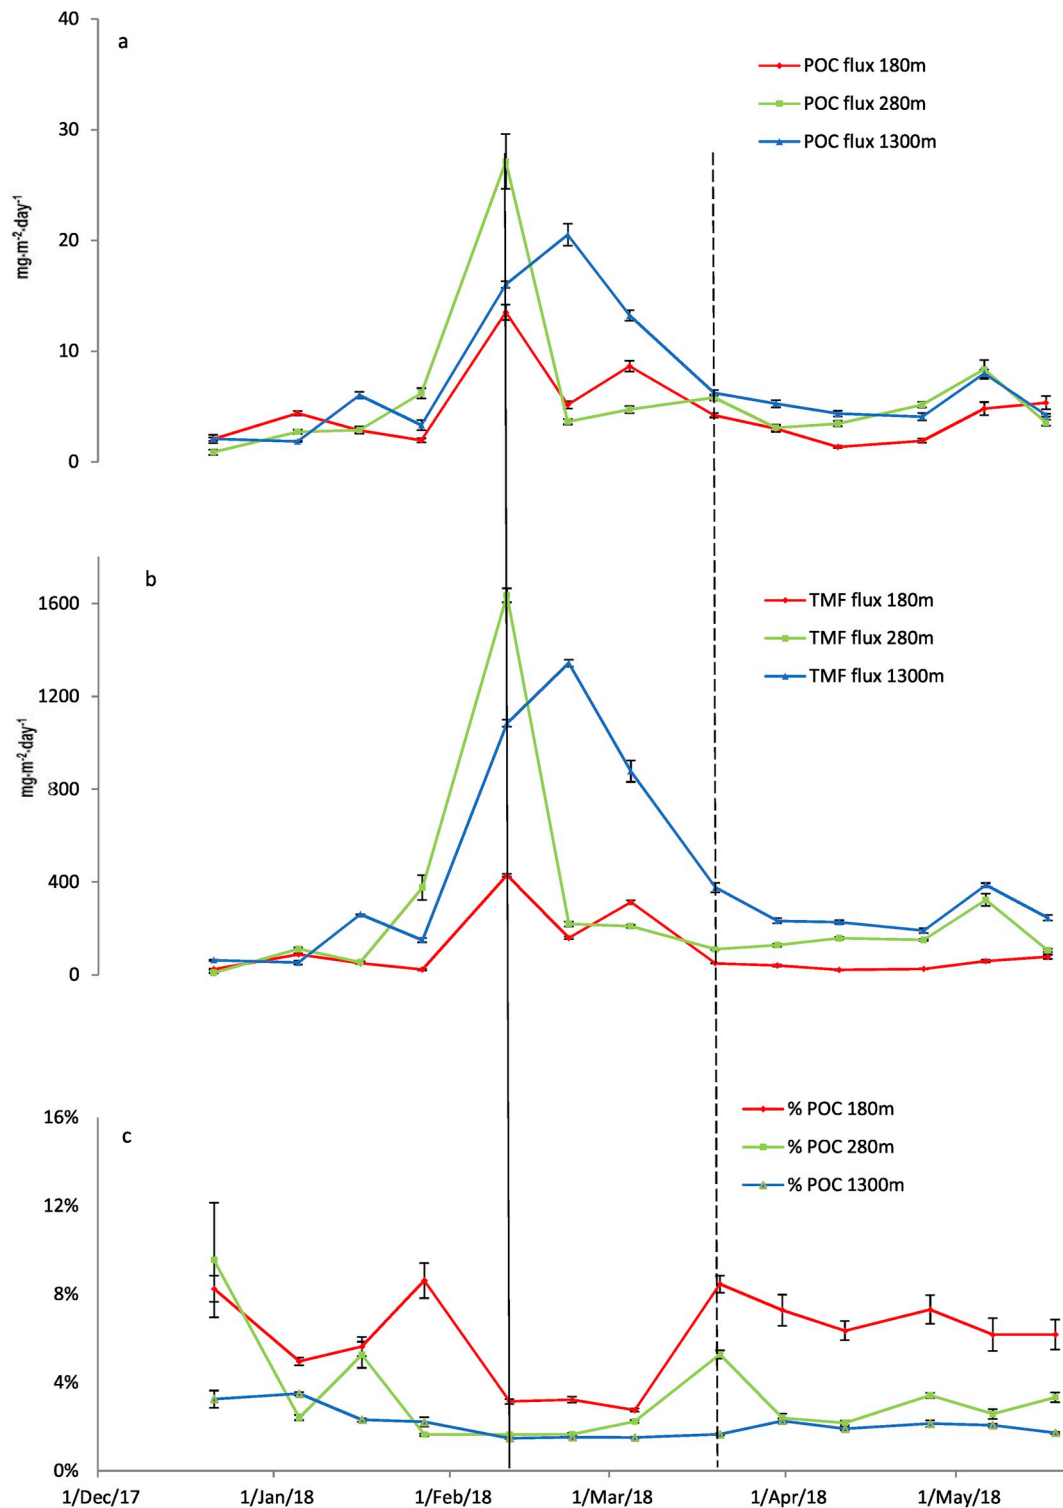 a
40
30
20
10
0
mg·m-2·day-1
POC flux 180m
POC flux 280m
POC flux 1300m
b
1600
1200
800
400
0
mg·m-2·day-1
TMF flux 180m
TMF flux 280m
TMF flux 1300m
c
16%
12%
8%
4%
0%
% POC 180m
% POC 280m
% POC 1300m
1/Dec/17 1/Jan/18 1/Feb/18 1/Mar/18 1/Apr/18 1/May/18